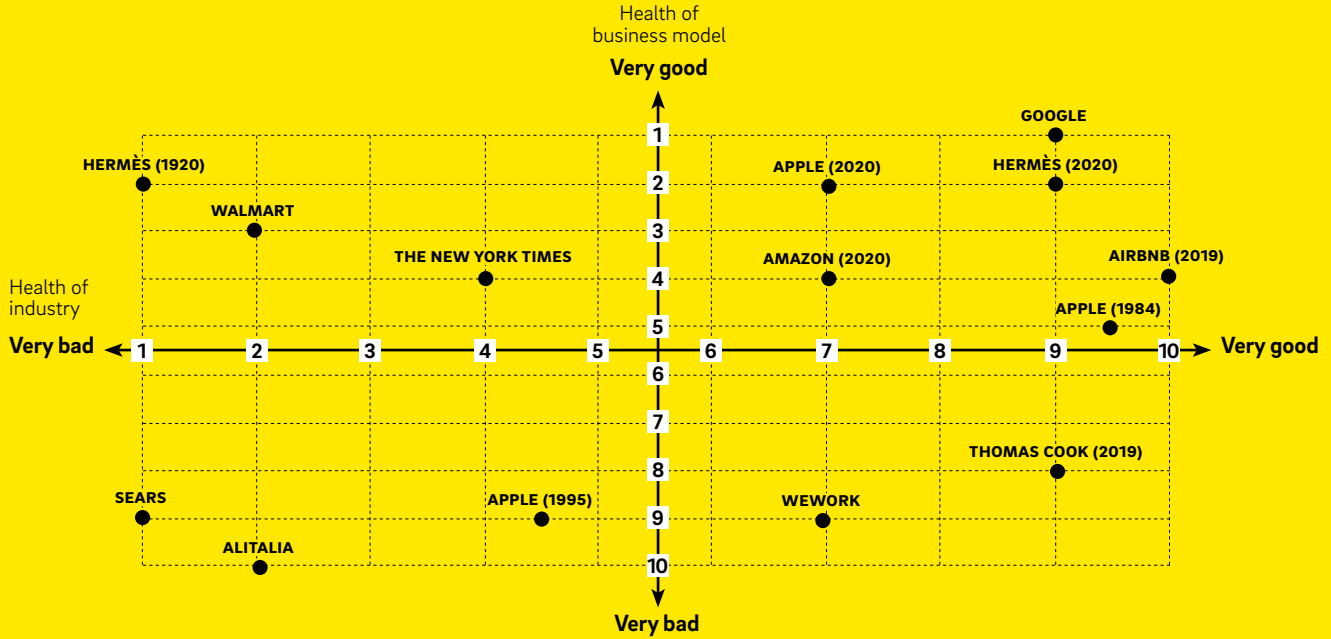 Health of
business model
Very good
GOOGLE
1
HERMÈS (1920)
APPLE (2020)
HERMÈS (2020)
2
WALMART
3
THE NEW YORK TIMES
AMAZON (2020)
AIRBNB (2019)
4
Health of
industry
APPLE (1984)
5
Very bad
1
2
3
4
5
6
7
8
9
10
Very good
6
7
THOMAS COOK (2019)
8
SEARS
APPLE (1995)
WEWORK
9
ALITALIA
10
Very bad